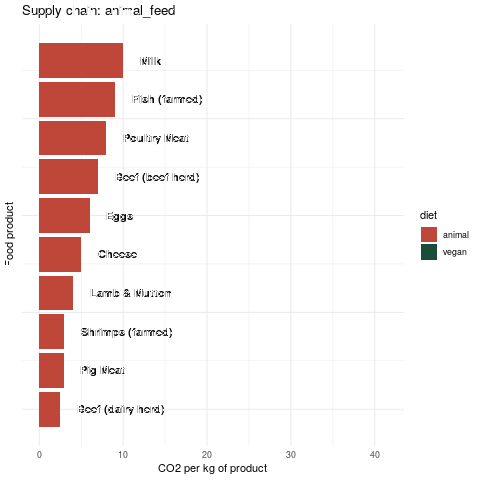 Supply chain: animal_feed
Milk
Fish (farmed)
Poultry Meat
Beef (beef herd)
Eggs
Cheese
Lamb & Mutton
Shrimps (farmed)
Pig Meat
Beef (dairy herd)
Food product
diet
animal
vegan
0 10 20 30 40
CO2 per kg of product